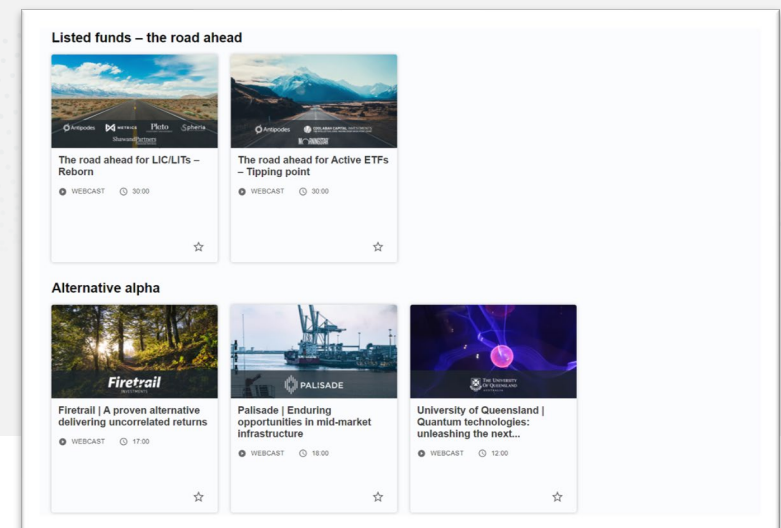 Listed funds – the road ahead
Antipodes METRICS Plato Spheria
ShawandPartners
The road ahead for LIC/LITs –
Reborn
WEBCAST 30:00
Antipodes
MORNINGSTAR
The road ahead for Active ETFs
– Tipping point
WEBCAST 30:00
Alternative alpha
Firetrail
INVESTMENTS
Firetrail | A proven alternative
delivering uncorrelated returns
WEBCAST 17:00
PALISADE
Palisade | Enduring
opportunities in mid-market
infrastructure
WEBCAST 18:00
THE UNIVERSITY
OF QUEENSLAND
University of Queensland |
Quantum technologies:
unleashing the next...
WEBCAST 12:00